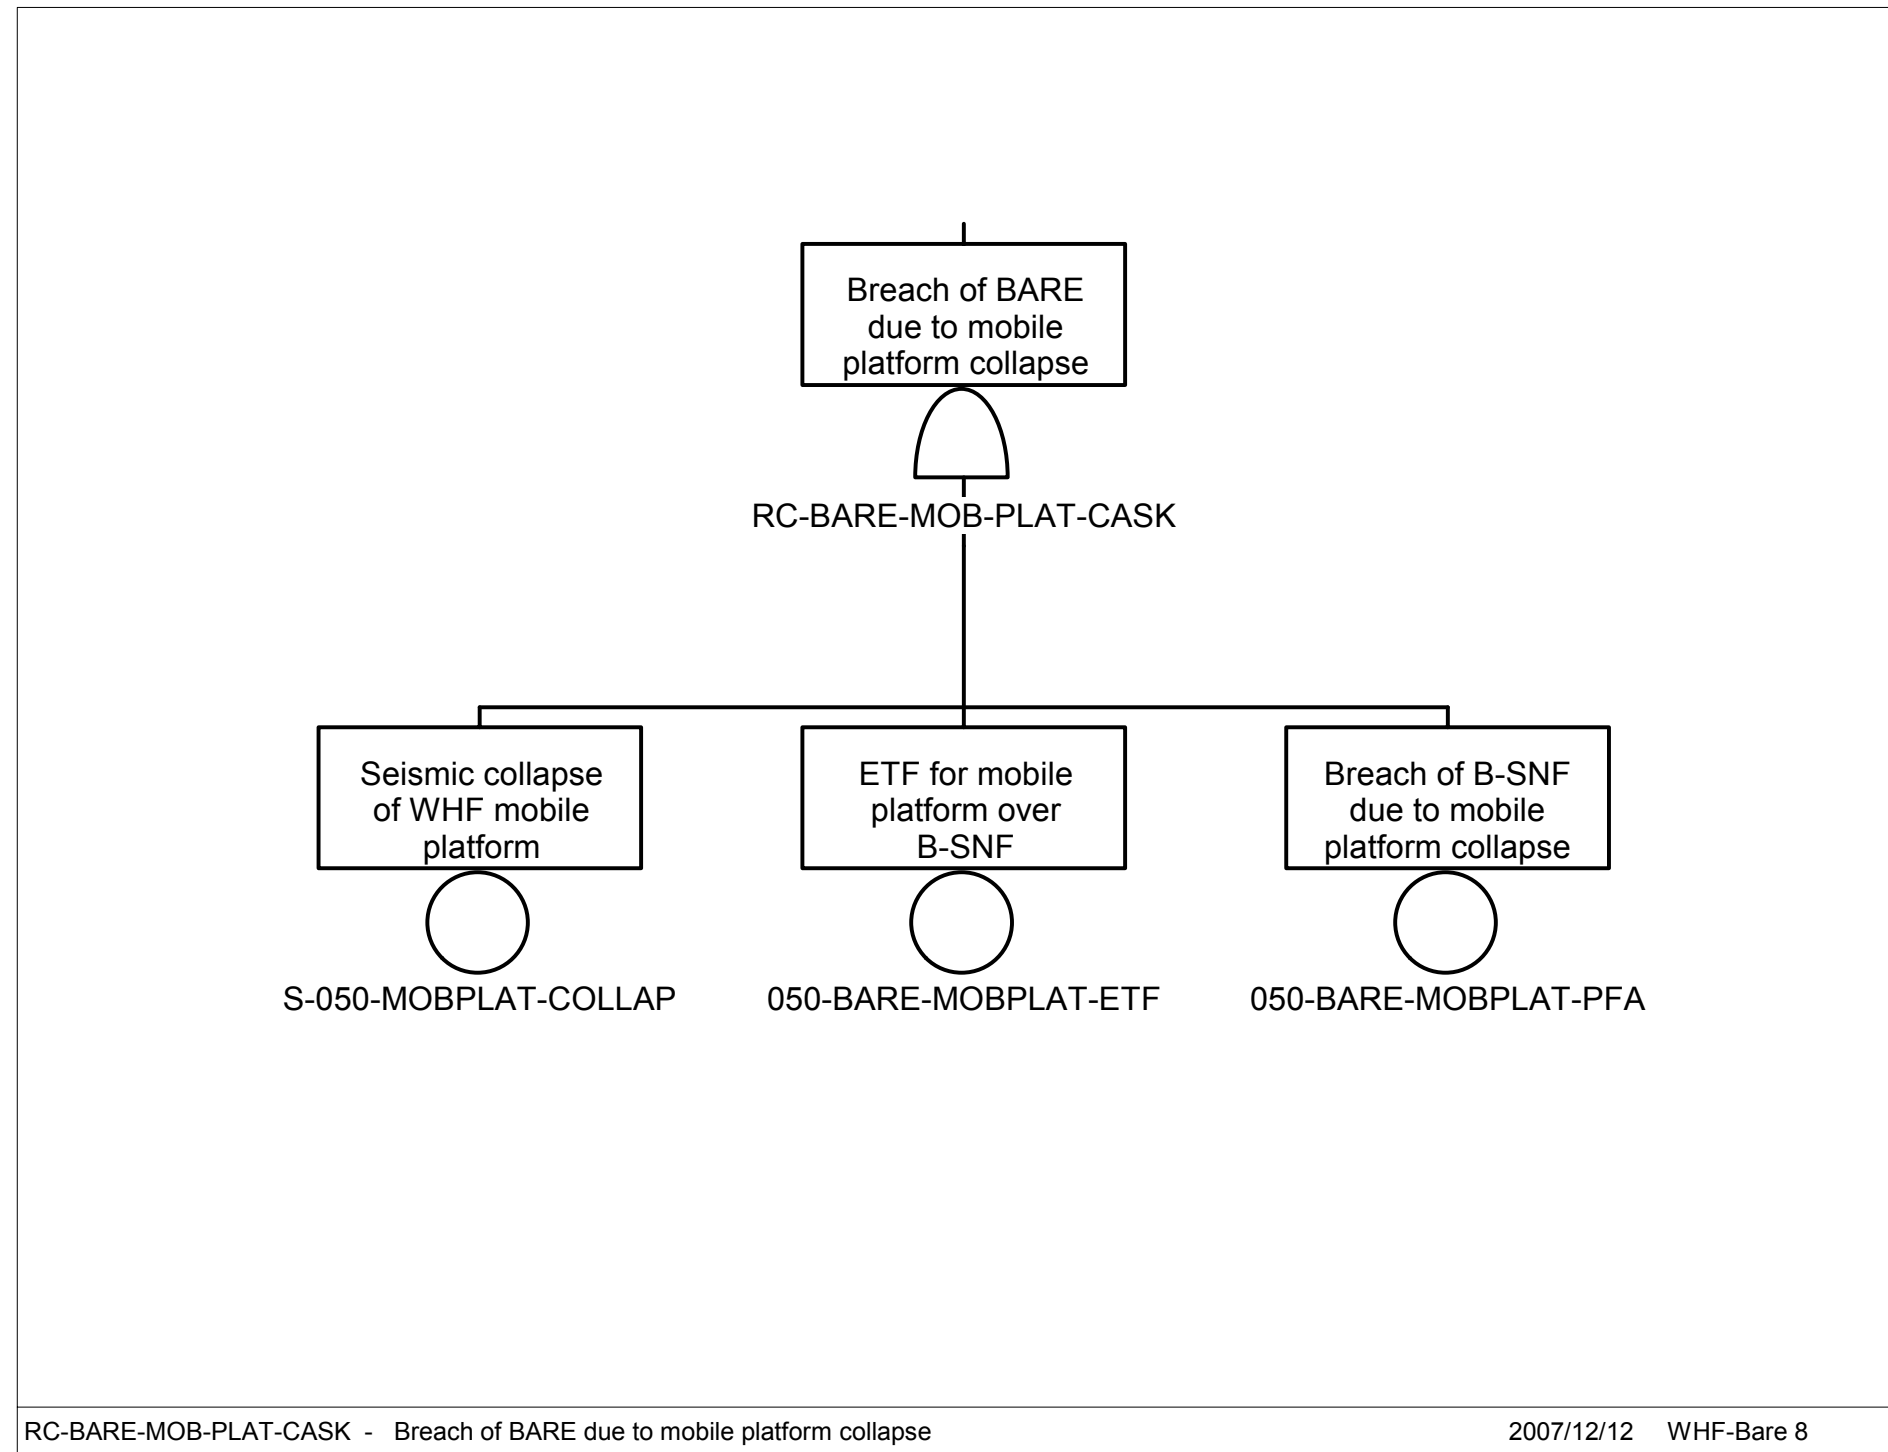 Breach of BARE
due to mobile
platform collapse
RC-BARE-MOB-PLAT-CASK
Seismic collapse
of WHF mobile
platform
S-050-MOBPLAT-COLLAP
ETF for mobile
platform over
B-SNF
050-BARE-MOBPLAT-ETF
Breach of B-SNF
due to mobile
platform collapse
050-BARE-MOBPLAT-PFA
RC-BARE-MOB-PLAT-CASK - Breach of BARE due to mobile platform collapse 2007/12/12 WHF-Bare 8